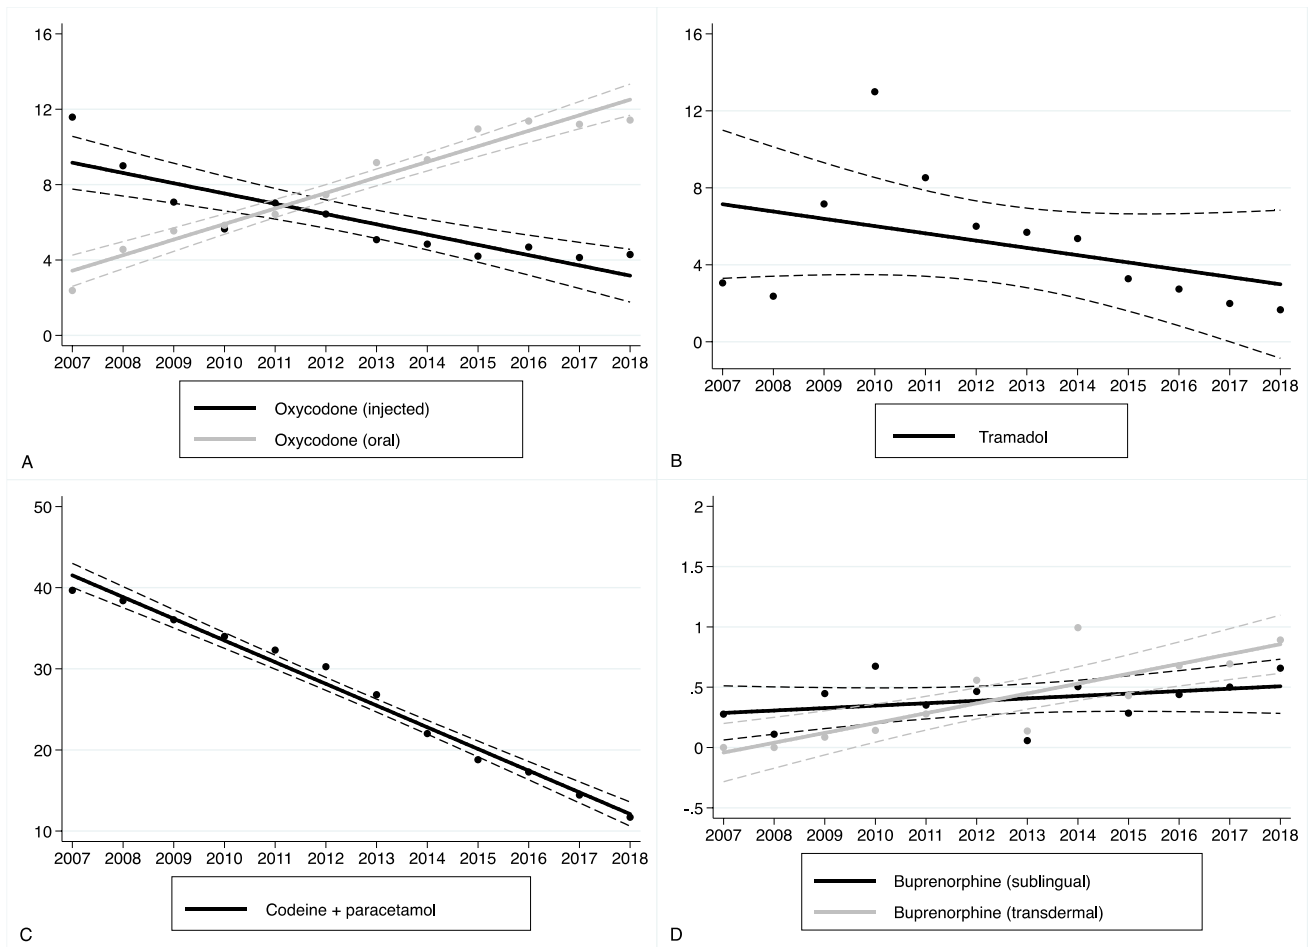 16
12
8
4
0
2007 2008 2009 2010 2011 2012 2013 2014 2015 2016 2017 2018
Oxycodone (injected)
Oxycodone (oral)
A
16
12
8
4
0
2007 2008 2009 2010 2011 2012 2013 2014 2015 2016 2017 2018
Tramadol
B
50
40
30
20
10
2007 2008 2009 2010 2011 2012 2013 2014 2015 2016 2017 2018
Codeine + paracetamol
C
2
1.5
1
.5
0
-.5
2007 2008 2009 2010 2011 2012 2013 2014 2015 2016 2017 2018
Buprenorphine (sublingual)
Buprenorphine (transdermal)
D